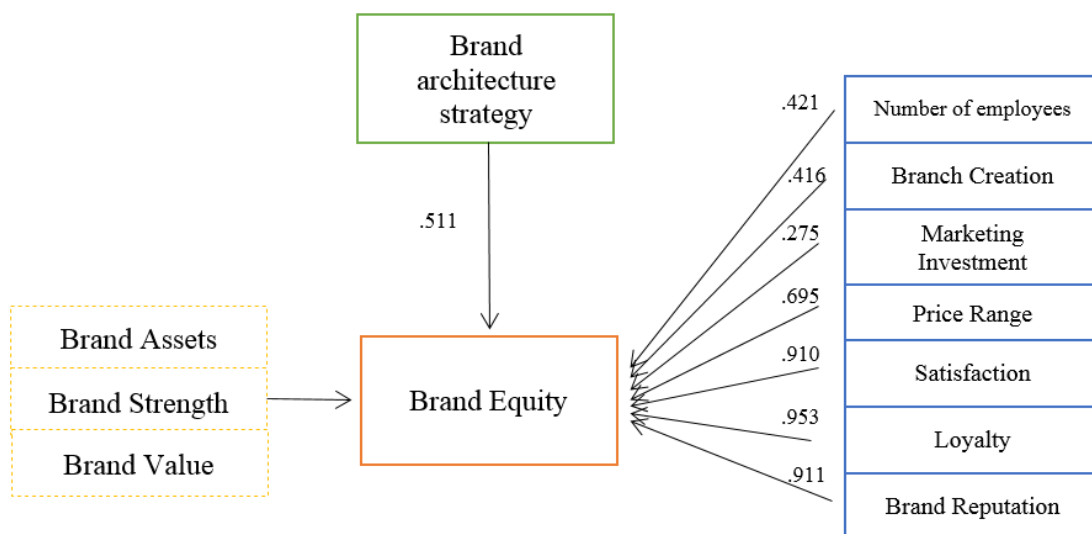 Brand
architecture
strategy
.511
Brand Assets
Brand Strength
Brand Value
Brand Equity
.421
Number of employees
.416
Branch Creation
.275
Marketing
Investment
.695
Price Range
.910
Satisfaction
.953
Loyalty
.911
Brand Reputation